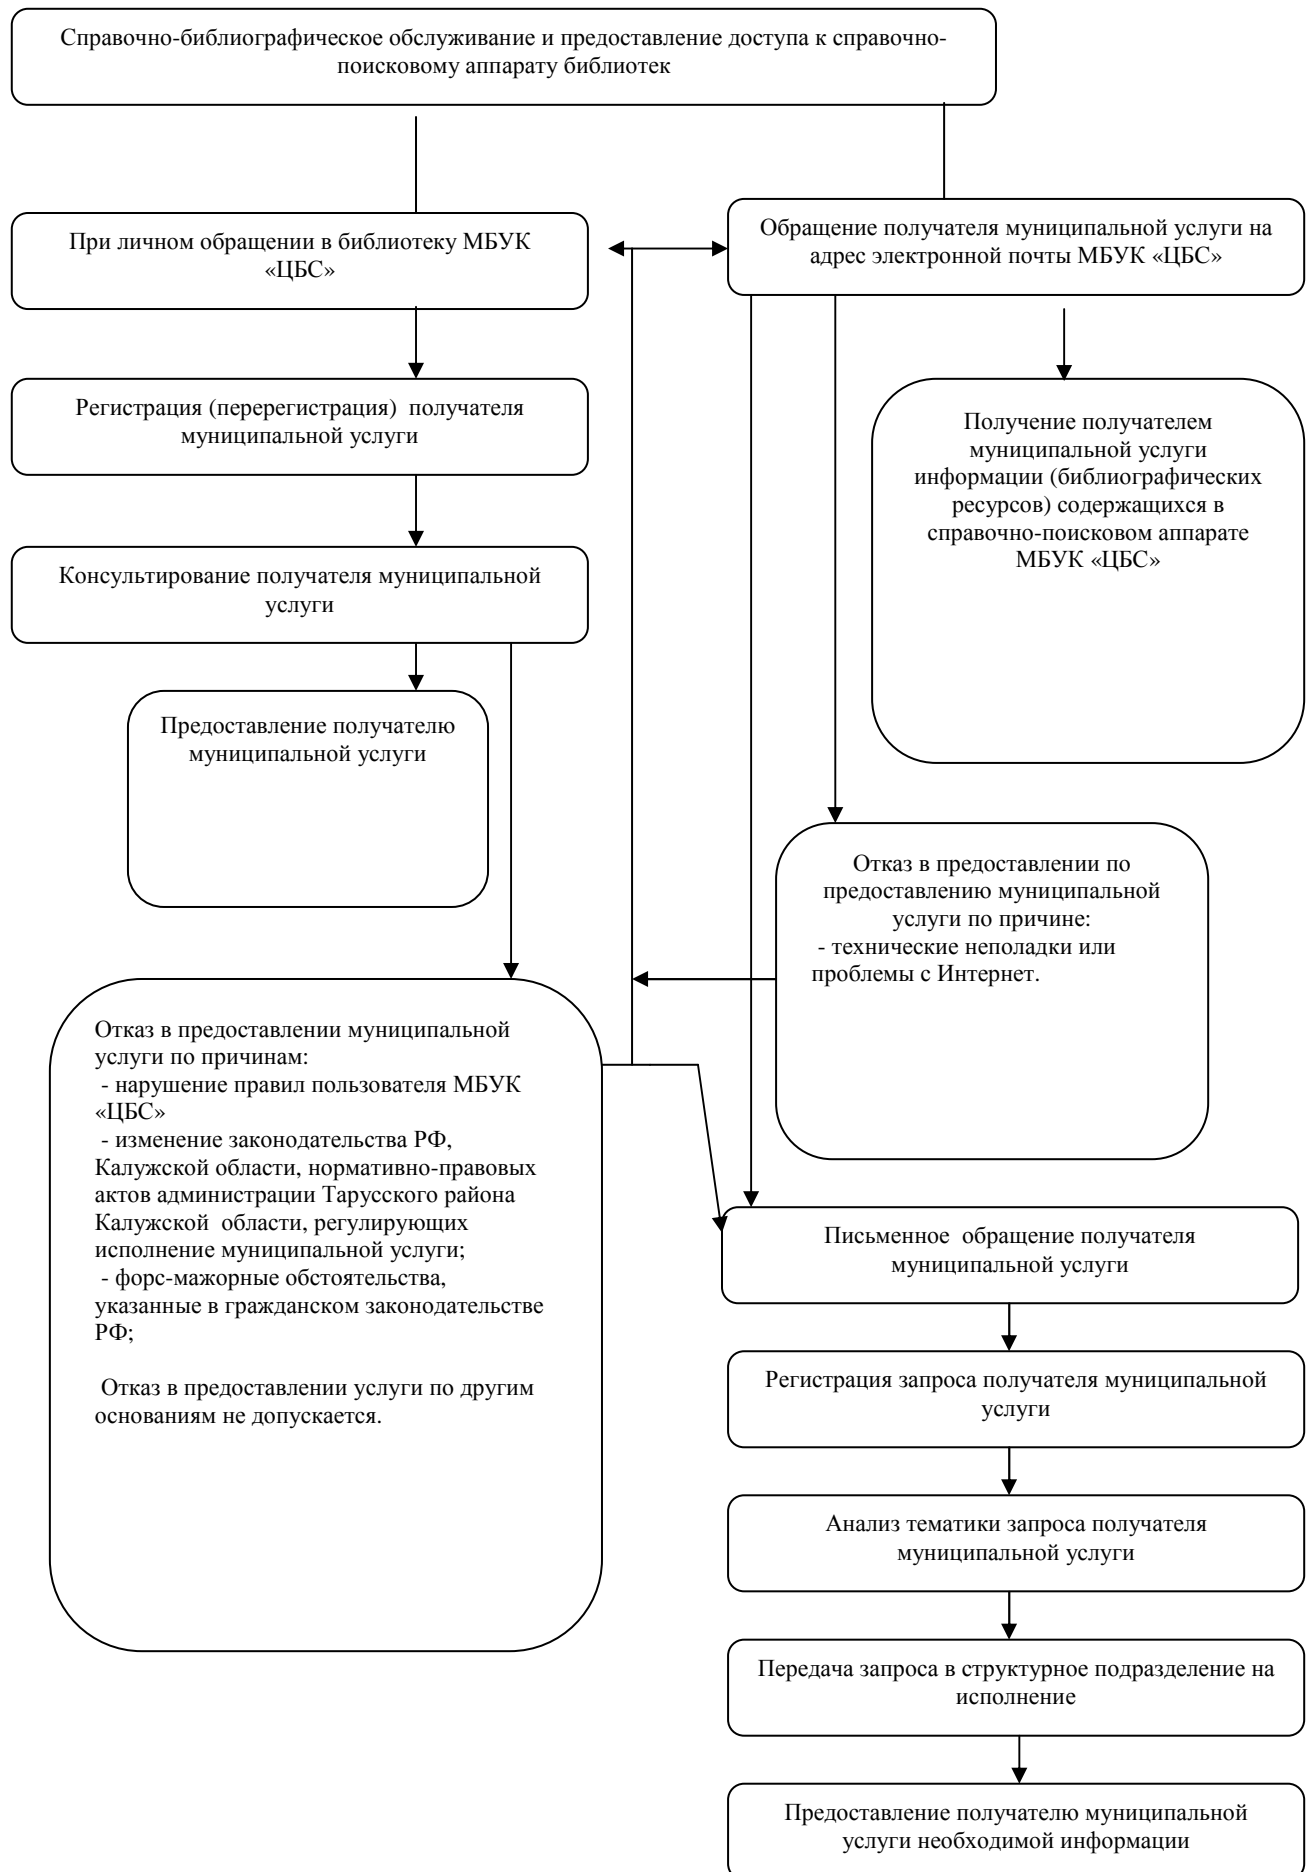 Справочно-библиографическое обслуживание и предоставление доступа к справочно-
поисковому аппарату библиотек
При личном обращении в библиотеку МБУК
«ЦБС»
Обращение получателя муниципальной услуги на
адрес электронной почты МБУК «ЦБС»
Регистрация (перерегистрация)  получателя
муниципальной услуги
Получение получателем
муниципальной услуги
информации (библиографических
ресурсов) содержащихся в
справочно-поисковом аппарате
МБУК «ЦБС»
Консультирование получателя муниципальной
услуги
Предоставление получателю
муниципальной услуги
Отказ в предоставлении по
предоставлению муниципальной
услуги по причине:
- технические неполадки или
проблемы с Интернет.
Отказ в предоставлении муниципальной
услуги по причинам:
- нарушение правил пользователя МБУК
«ЦБС»
- изменение законодательства РФ,
Калужской области, нормативно-правовых
актов администрации Тарусского района
Калужской  области, регулирующих
исполнение муниципальной услуги;
- форс-мажорные обстоятельства,
указанные в гражданском законодательстве
РФ;
Отказ в предоставлении услуги по другим
основаниям не допускается.
Письменное  обращение получателя
муниципальной услуги
Регистрация запроса получателя муниципальной
услуги
Анализ тематики запроса получателя
муниципальной услуги
Передача запроса в структурное подразделение на
исполнение
Предоставление получателю муниципальной
услуги необходимой информации